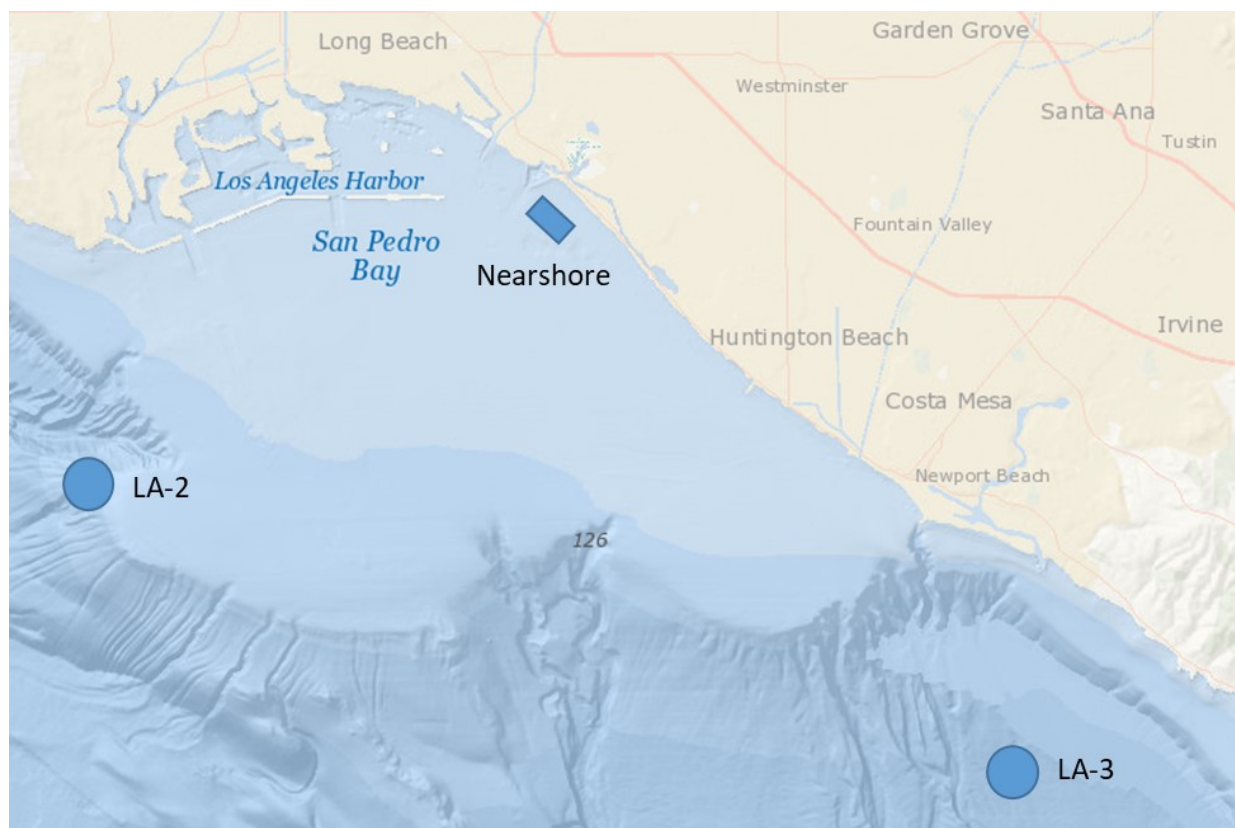 Long Beach
Garden Grove
Westminster
Santa Ana
Tustin
Los Angeles Harbor
San Pedro
Bay
Fountain Valley
Nearshore
Huntington Beach
Irvine
Costa Mesa
Newport Beach
LA-2
126
LA-3